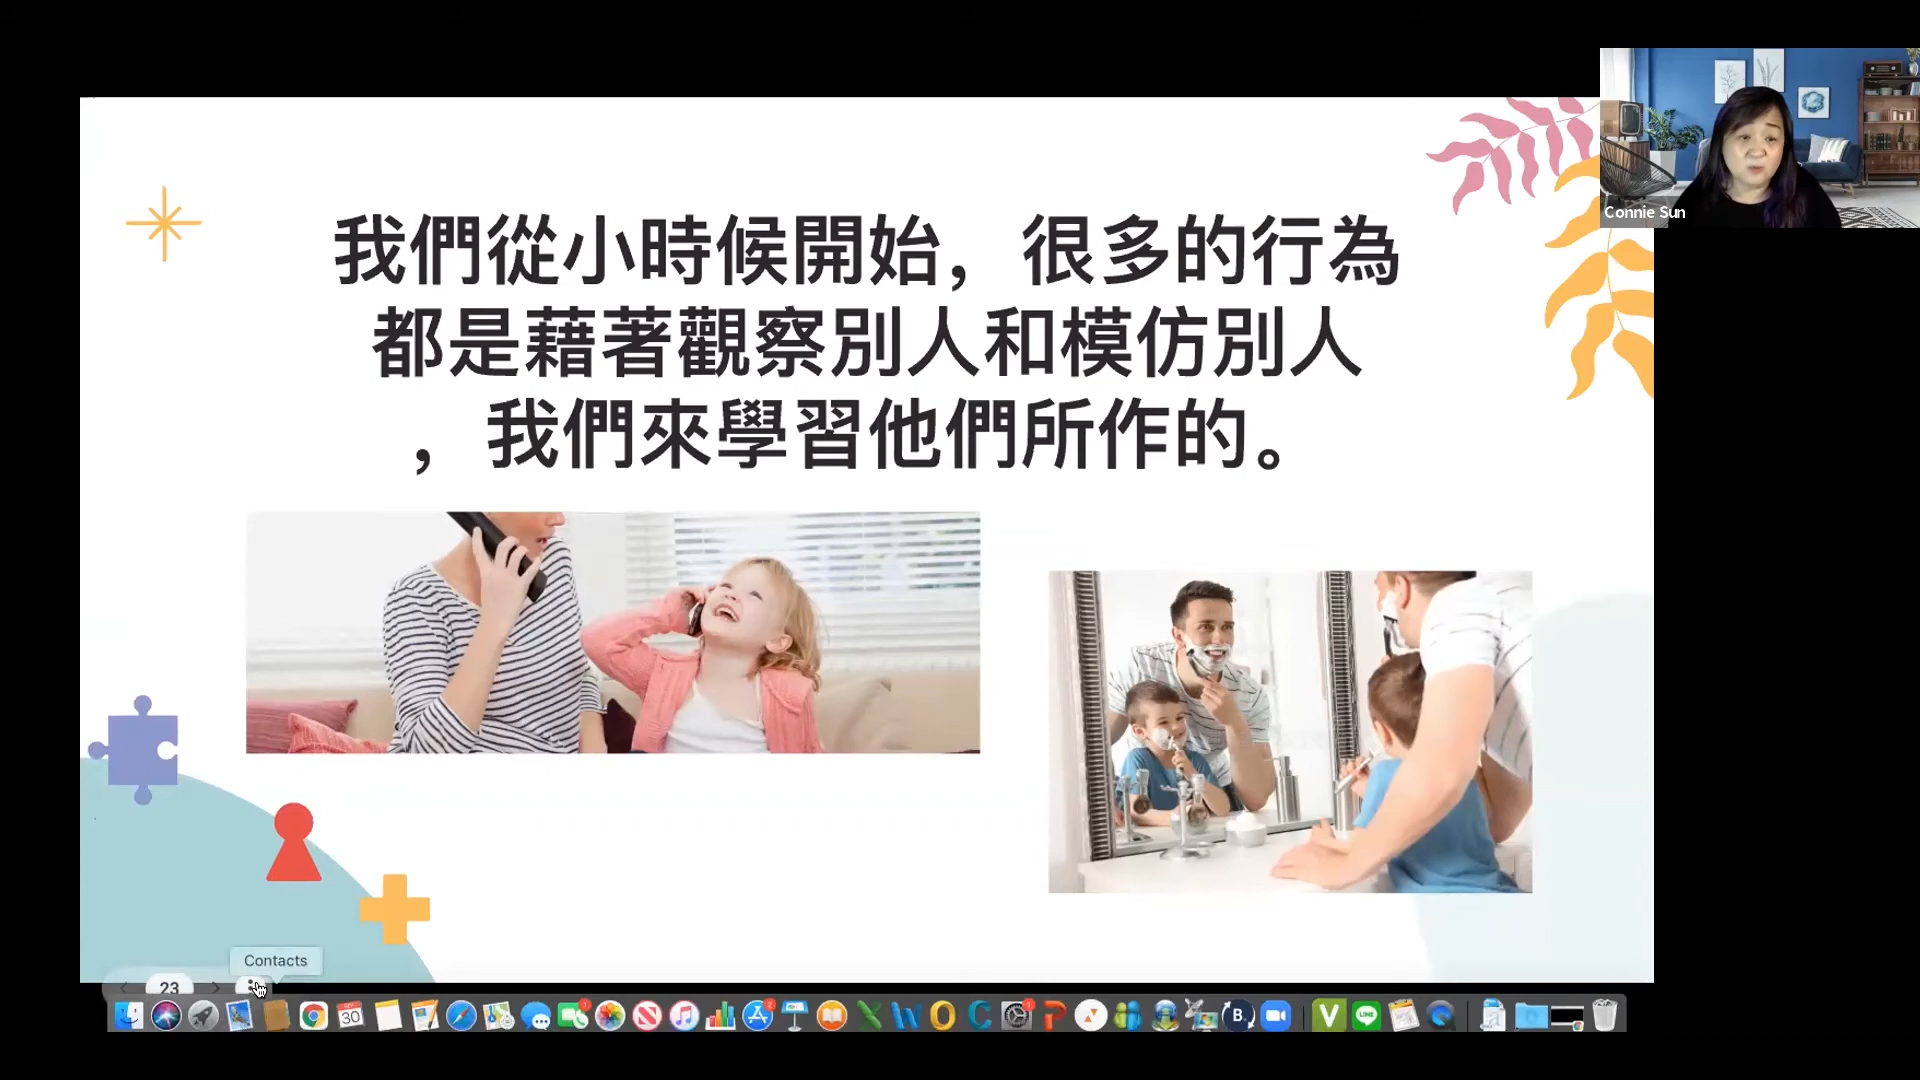 我們從小時候開始，很多的行為
都是藉著觀察別人和模仿別人
，我們來學習他們所作的。
Connie Sun
Contacts
23
30